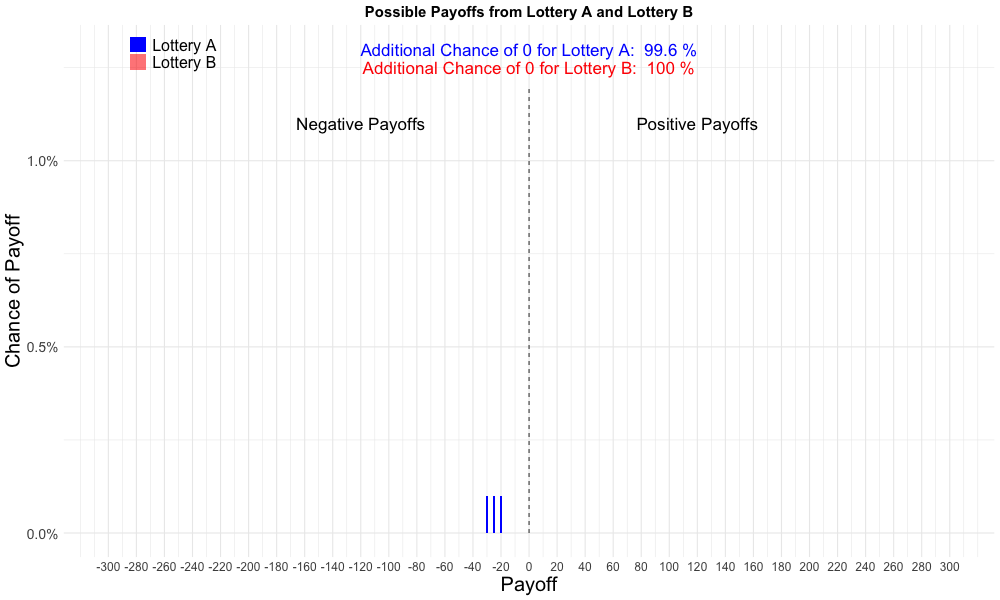 Possible Payoffs from Lottery A and Lottery B
Lottery A
Lottery B
Additional Chance of 0 for Lottery A:  99.6 %
Additional Chance of 0 for Lottery B:  100 %
Negative Payoffs
Positive Payoffs
Chance of Payoff
1.0%
0.5%
0.0%
-300 -280 -260 -240 -220 -200 -180 -160 -140 -120 -100 -80 -60 -40 -20 0 20 40 60 80 100 120 140 160 180 200 220 240 260 280 300
Payoff